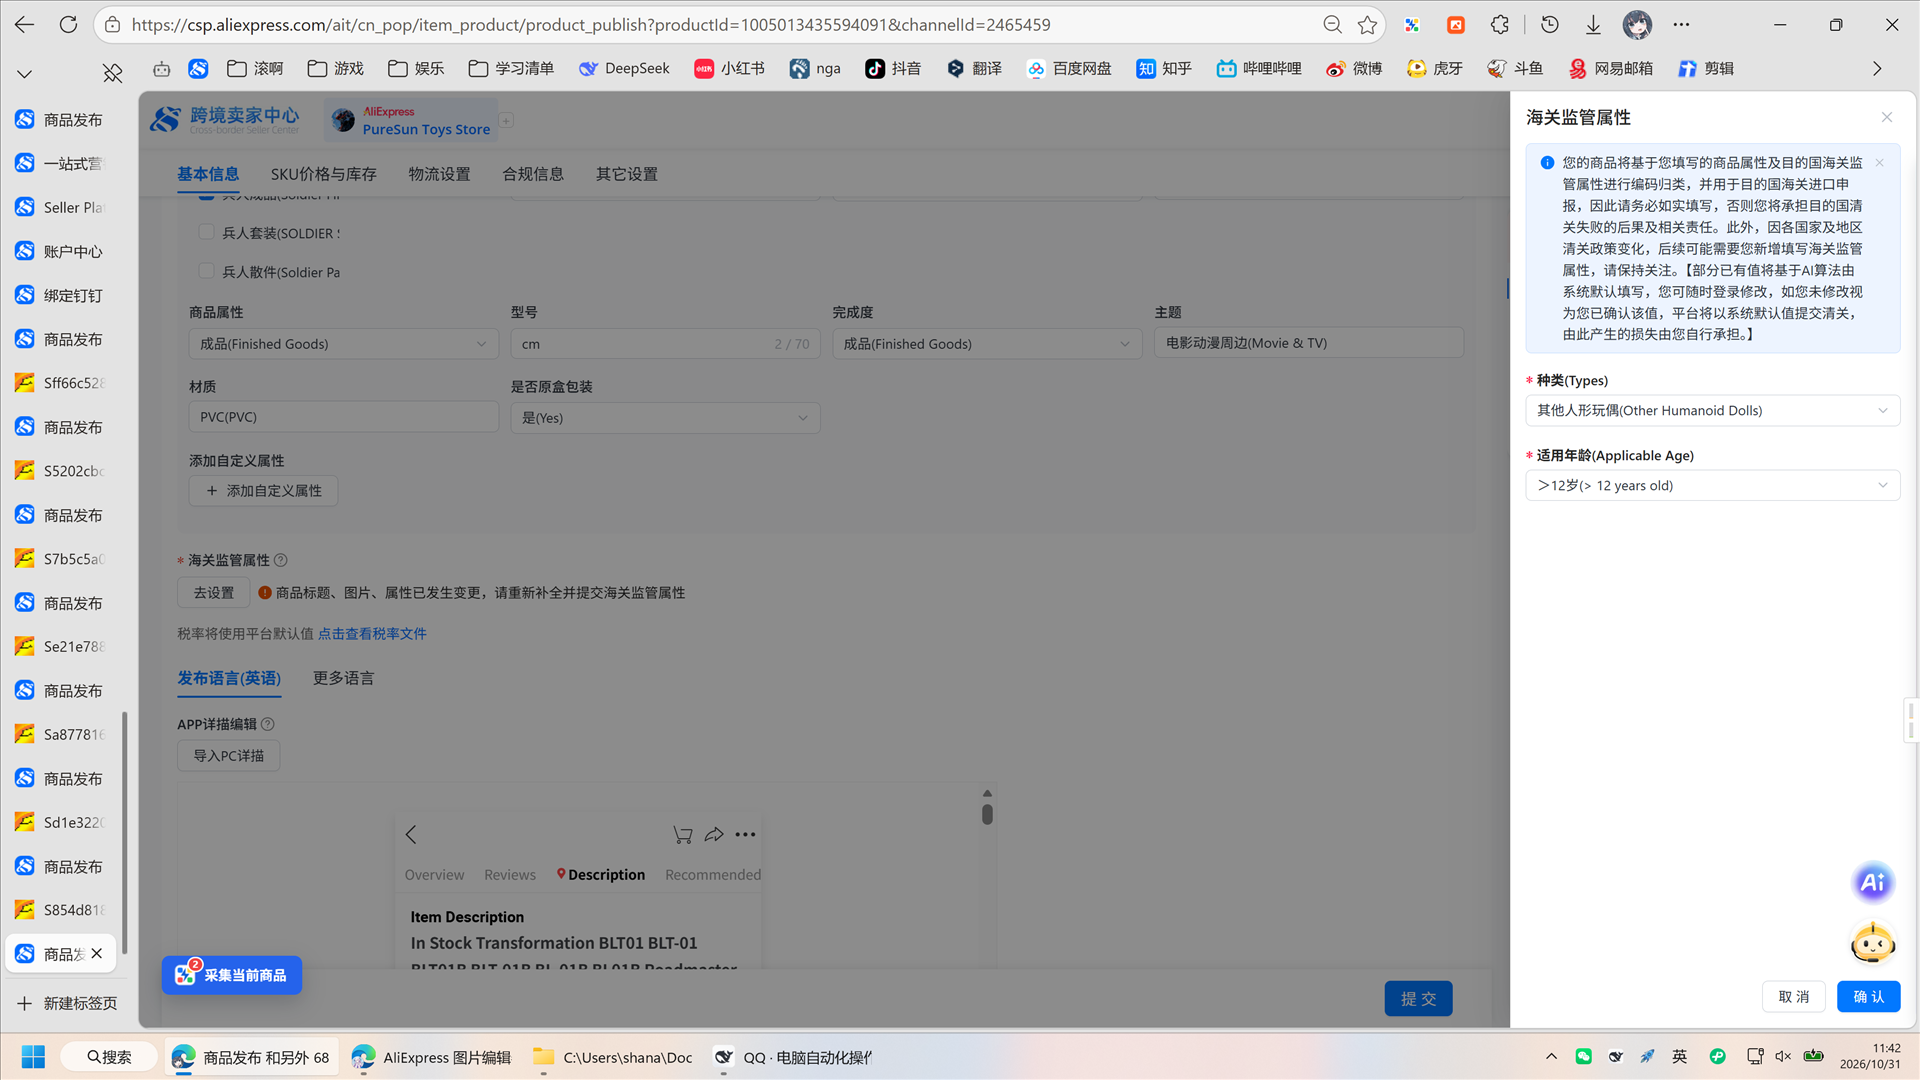 https://csp.aliexpress.com/ait/cn_pop/item_product/product_publish?productId=1005013435594091&channelId=2465459
滚啊
游戏
娱乐
学习清单
DeepSeek
小红书
nga
抖音
翻译
百度网盘
知乎
哔哩哔哩
微博
虎牙
斗鱼
网易邮箱
剪辑
商品发布
一站式营
Seller Pla
账户中心
绑定钉钉
商品发布
Sff66c528
商品发布
S5202cbc
商品发布
S7b5c5a0
商品发布
Se21e788
商品发布
Sa877816
商品发布
Sd1e3220
商品发布
S854d818
商品发
新建标签页
跨境卖家中心
Cross-border Seller Center
AliExpress
PureSun Toys Store
基本信息
SKU价格与库存
物流设置
合规信息
其它设置
兵人成品(Soldier Fi
兵人套装(SOLDIER S
兵人散件(Soldier Pa
商品属性
型号
完成度
主题
成品(Finished Goods)
cm
2 / 70
成品(Finished Goods)
电影动漫周边(Movie & TV)
材质
是否原盒包装
PVC(PVC)
是(Yes)
添加自定义属性
+ 添加自定义属性
* 海关监管属性
去设置
商品标题、图片、属性已发生变更，请重新补全并提交海关监管属性
税率将使用平台默认值 点击查看税率文件
发布语言(英语)
更多语言
APP详描编辑
导入PC详描
Overview
Reviews
Description
Recommended
Item Description
In Stock Transformation BLT01 BLT-01
BLT01B BLT-01B BL-01B BL01B Roadmaster
2
采集当前商品
提 交
海关监管属性
您的商品将基于您填写的商品属性及目的国海关监
管属性进行编码归类，并用于目的国海关进口申
报，因此请务必如实填写，否则您将承担目的国清
关失败的后果及相关责任。此外，因各国家及地区
清关政策变化，后续可能需要您新增填写海关监管
属性，请保持关注。【部分已有值将基于AI算法由
系统默认填写，您可随时登录修改，如您未修改视
为您已确认该值，平台将以系统默认值提交清关，
由此产生的损失由您自行承担。】
* 种类(Types)
其他人形玩偶(Other Humanoid Dolls)
* 适用年龄(Applicable Age)
＞12岁(> 12 years old)
Ai
取 消
确 认
搜索
商品发布 和另外 68
AliExpress 图片编辑
C:\Users\shana\Doc
QQ · 电脑自动化操作
英
11:42
2026/10/31